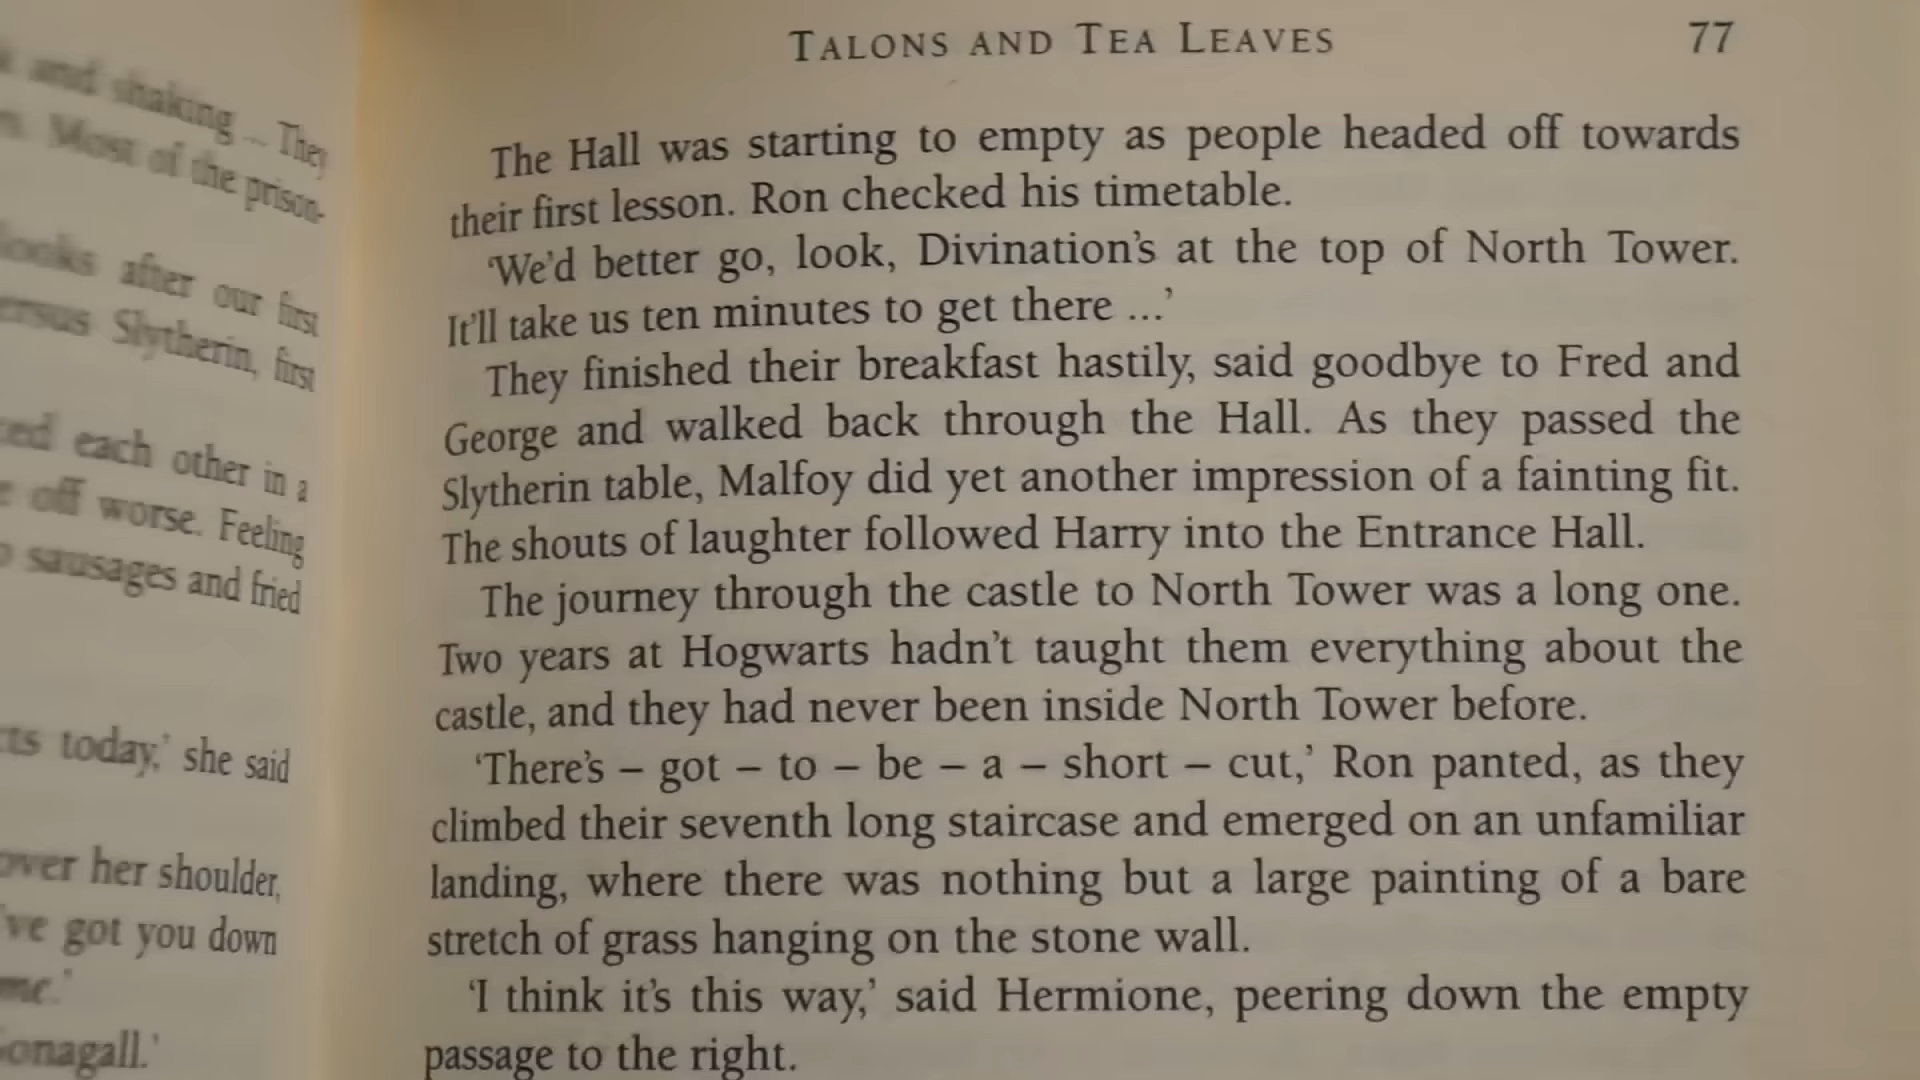 and shaking ... They
Most of the prison-
looks after our first
Slytherin, first
each other in a
off worse. Feeling
sausages and fried
today,' she said
over her shoulder,
've got you down
TALONS AND TEA LEAVES 77
The Hall was starting to empty as people headed off towards
their first lesson. Ron checked his timetable.
'We'd better go, look, Divination's at the top of North Tower.
It'll take us ten minutes to get there ...'
They finished their breakfast hastily, said goodbye to Fred and
George and walked back through the Hall. As they passed the
Slytherin table, Malfoy did yet another impression of a fainting fit.
The shouts of laughter followed Harry into the Entrance Hall.
The journey through the castle to North Tower was a long one.
Two years at Hogwarts hadn't taught them everything about the
castle, and they had never been inside North Tower before.
'There's – got – to – be – a – short – cut,' Ron panted, as they
climbed their seventh long staircase and emerged on an unfamiliar
landing, where there was nothing but a large painting of a bare
stretch of grass hanging on the stone wall.
'I think it's this way,' said Hermione, peering down the empty
passage to the right.